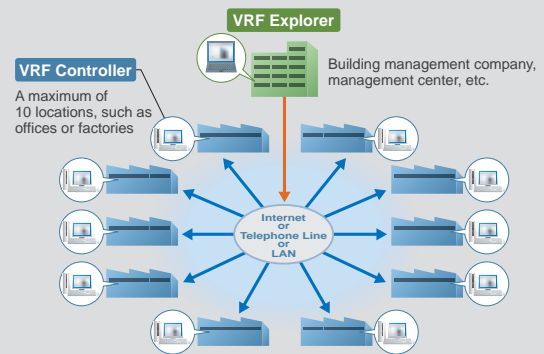 VRF Explorer
Building management company,
management center, etc.
VRF Controller
A maximum of
10 locations, such as
offices or factories
Internet
or
Telephone Line
or
LAN